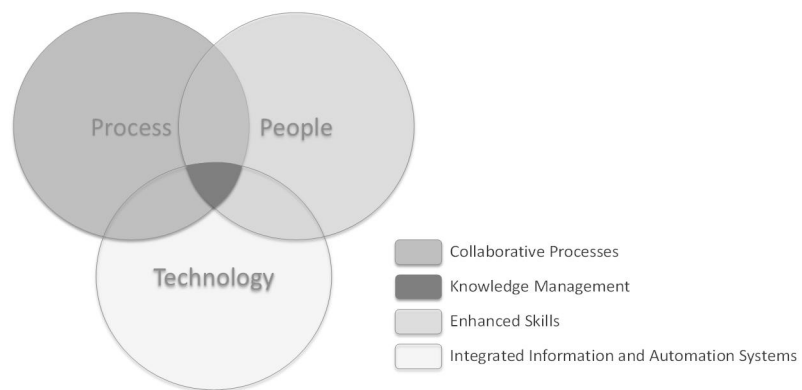 Process
People
Technology
Collaborative Processes
Knowledge Management
Enhanced Skills
Integrated Information and Automation Systems